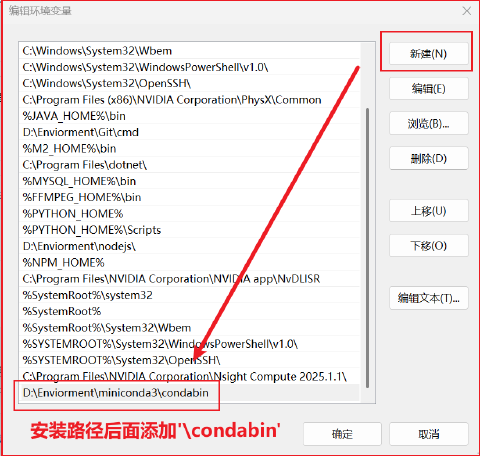 编辑环境变量
C:\Windows\System32\Wbem
C:\Windows\System32\WindowsPowerShell\v1.0\
C:\Windows\System32\OpenSSH\
C:\Program Files (x86)\NVIDIA Corporation\PhysX\Common
%JAVA_HOME%\bin
D:\Enviorment\Git\cmd
%M2_HOME%\bin
C:\Program Files\dotnet\
%MYSQL_HOME%\bin
%FFMPEG_HOME%\bin
%PYTHON_HOME%
%PYTHON_HOME%\Scripts
D:\Enviorment\nodejs\
%NPM_HOME%
C:\Program Files\NVIDIA Corporation\NVIDIA app\NvDLISR
%SystemRoot%\system32
%SystemRoot%
%SystemRoot%\System32\Wbem
%SYSTEMROOT%\System32\WindowsPowerShell\v1.0\
%SYSTEMROOT%\System32\OpenSSH\
C:\Program Files\NVIDIA Corporation\Nsight Compute 2025.1.1\
D:\Enviorment\miniconda3\condabin
新建(N)
编辑(E)
浏览(B)...
删除(D)
上移(U)
下移(O)
编辑文本(T)...
安装路径后面添加'\condabin'
确定
取消